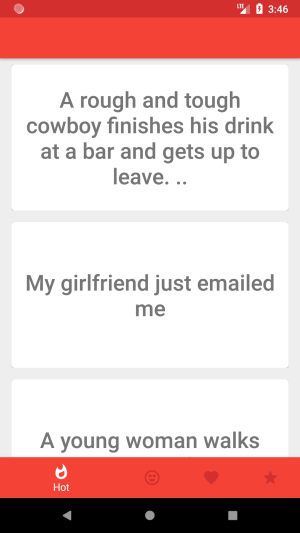 LTE 3:46
A rough and tough
cowboy finishes his drink
at a bar and gets up to
leave. ..
My girlfriend just emailed
me
A young woman walks
Hot